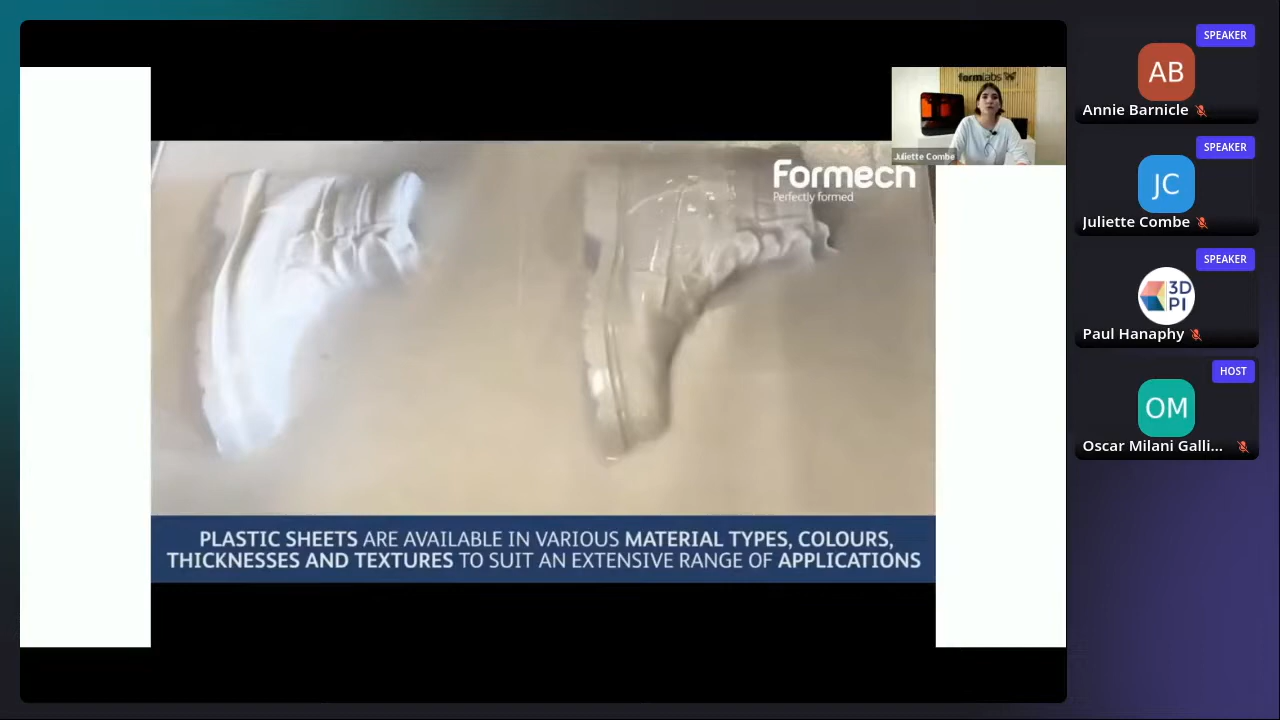 formlabs
Juliette Combe
Formech
Perfectly formed
PLASTIC SHEETS ARE AVAILABLE IN VARIOUS MATERIAL TYPES, COLOURS,
THICKNESSES AND TEXTURES TO SUIT AN EXTENSIVE RANGE OF APPLICATIONS
SPEAKER
AB
Annie Barnicle
SPEAKER
JC
Juliette Combe
SPEAKER
3D
PI
Paul Hanaphy
HOST
OM
Oscar Milani Galli...